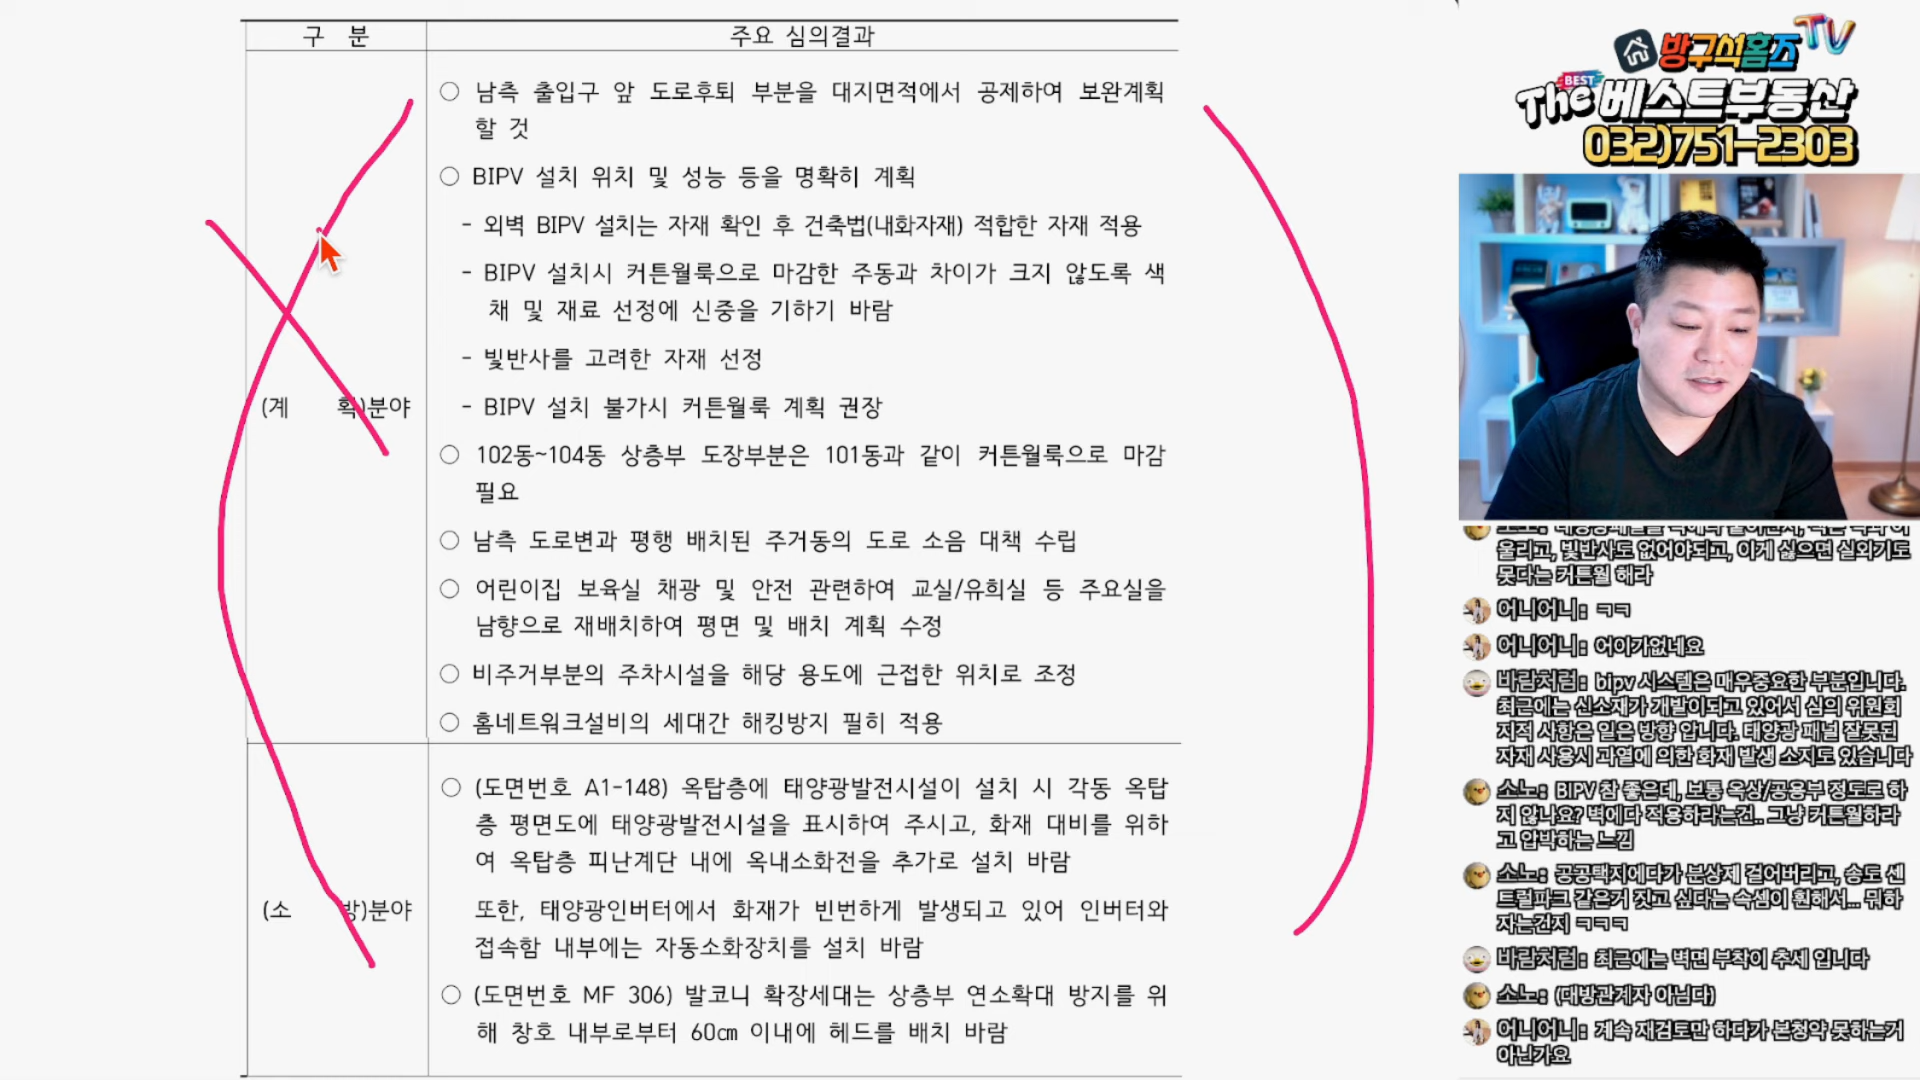 구 분
주요 심의결과
○ 남측 출입구 앞 도로후퇴 부분을 대지면적에서 공제하여 보완계획
할 것
○ BIPV 설치 위치 및 성능 등을 명확히 계획
- 외벽 BIPV 설치는 자재 확인 후 건축법(내화자재) 적합한 자재 적용
- BIPV 설치시 커튼월룩으로 마감한 주동과 차이가 크지 않도록 색
채 및 재료 선정에 신중을 기하기 바람
- 빛반사를 고려한 자재 선정
(계 획)분야
- BIPV 설치 불가시 커튼월룩 계획 권장
○ 102동~104동 상층부 도장부분은 101동과 같이 커튼월룩으로 마감
필요
○ 남측 도로변과 평행 배치된 주거동의 도로 소음 대책 수립
○ 어린이집 보육실 채광 및 안전 관련하여 교실/유희실 등 주요실을
남향으로 재배치하여 평면 및 배치 계획 수정
○ 비주거부분의 주차시설을 해당 용도에 근접한 위치로 조정
○ 홈네트워크설비의 세대간 해킹방지 필히 적용
○ (도면번호 A1-148) 옥탑층에 태양광발전시설이 설치 시 각동 옥탑
층 평면도에 태양광발전시설을 표시하여 주시고, 화재 대비를 위하
여 옥탑층 피난계단 내에 옥내소화전을 추가로 설치 바람
(소 방)분야
또한, 태양광인버터에서 화재가 빈번하게 발생되고 있어 인버터와
접속함 내부에는 자동소화장치를 설치 바람
○ (도면번호 MF 306) 발코니 확장세대는 상층부 연소확대 방지를 위
해 창호 내부로부터 60㎝ 이내에 헤드를 배치 바람
방구석홈즈TV
The BEST 베스트부동산
032)751-2303
울리고, 빛반사도 없어야되고, 이게 싫으면 실외기도
못다는 커튼월 해라
어니어니: ㅋㅋ
어니어니: 어이가없네요
바람처럼: bipv 시스템은 매우중요한 부분입니다.
최근에는 신소재가 개발이되고 있어서 심의 위원회
지적 사항은 일은 방향 압니다. 태양광 패널 잘못된
자재 사용시 과열에 의한 화재 발생 소지도 있습니다
소노: BIPV 참 좋은데, 보통 옥상/공용부 정도로 하
지 않나요? 벽에다 적용하라는건.. 그냥 커튼월하라
고 압박하는 느낌
소노: 공공택지에다가 분상제 걸어버리고, 송도 센
트럴파크 같은거 짓고 싶다는 속셈이 훤해서... 뭐하
자는건지 ㅋㅋㅋ
바람처럼: 최근에는 벽면 부착이 추세 입니다
소노: (대방관계자 아님다)
어니어니: 계속 재검토만 하다가 본청약 못하는거
아닌가요